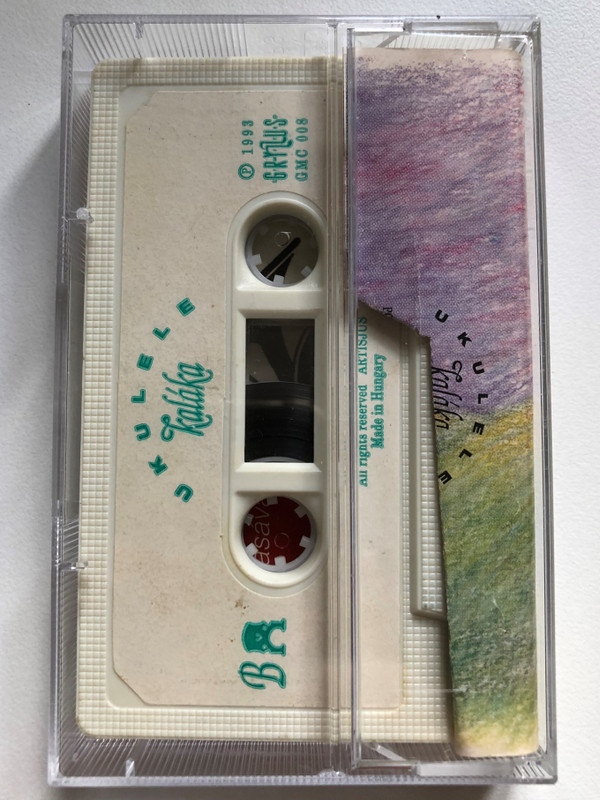 ℗ 1993
GRYLLUS
GMC 008
UKULELE
Kaláka
All rights reserved ARTISJUS
Made in Hungary
B
UKULELE
Kaláka